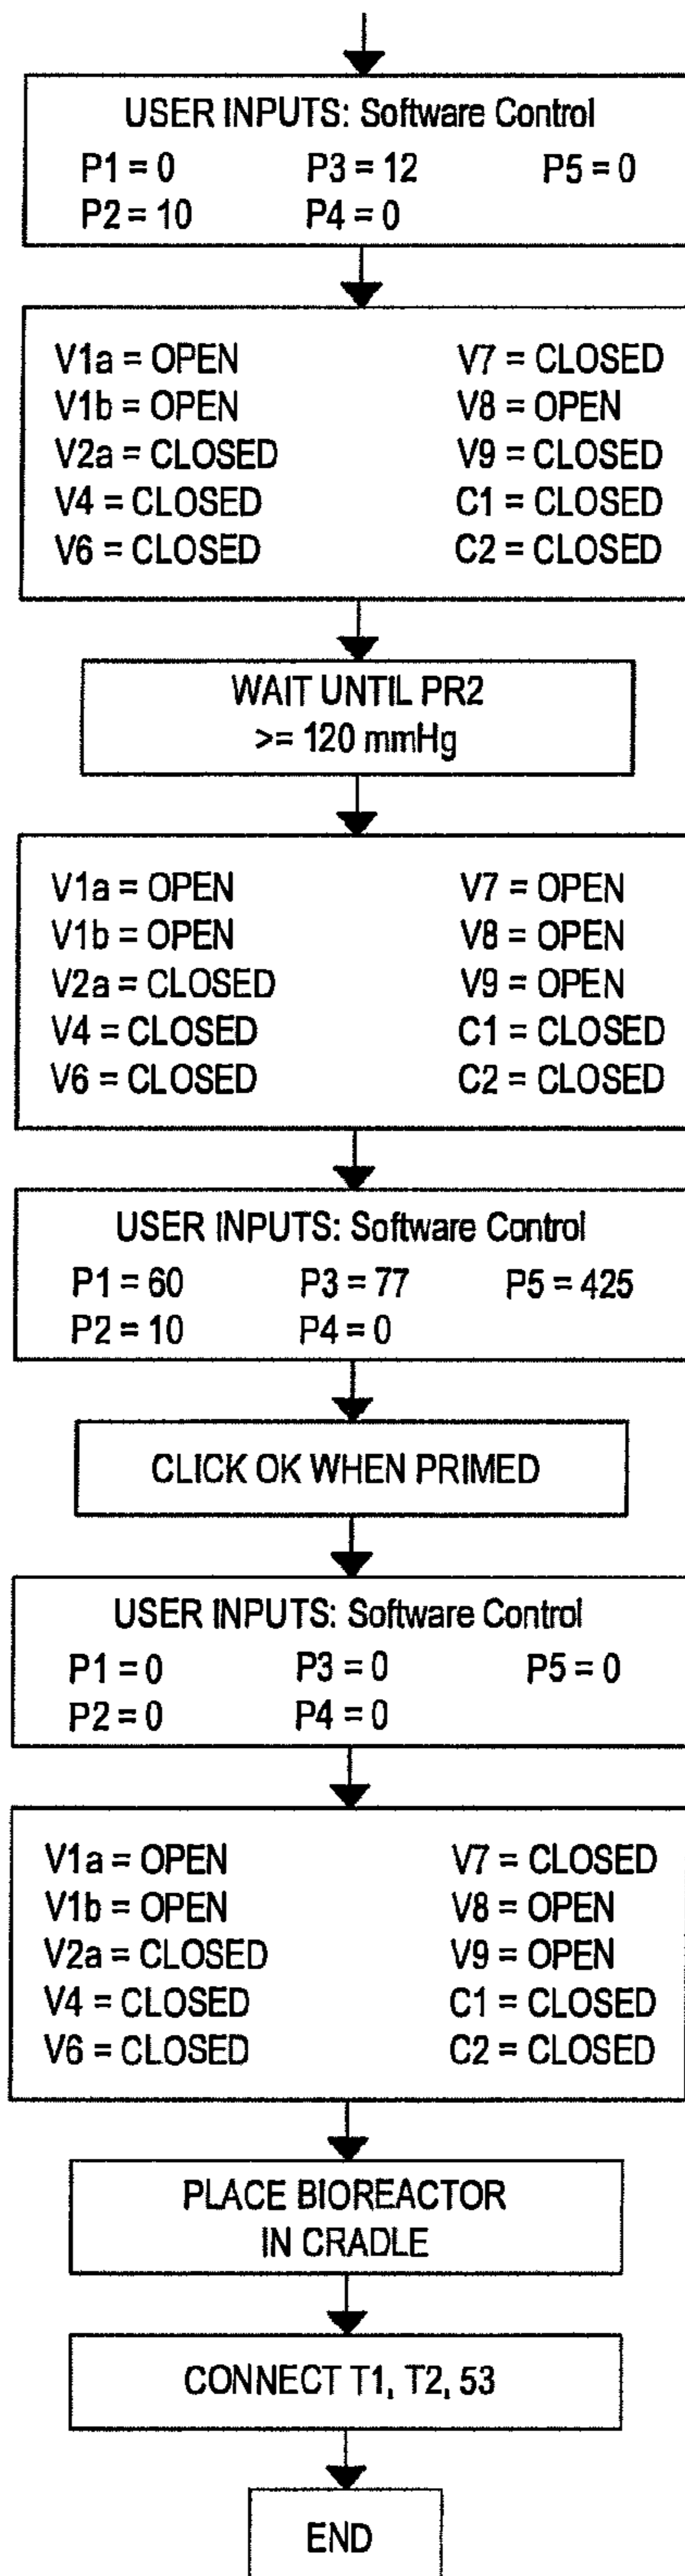 USER INPUTS: Software Control
P1 = 0 P3 = 12 P5 = 0
P2 = 10 P4 = 0
V1a = OPEN V7 = CLOSED
V1b = OPEN V8 = OPEN
V2a = CLOSED V9 = CLOSED
V4 = CLOSED C1 = CLOSED
V6 = CLOSED C2 = CLOSED
WAIT UNTIL PR2
>= 120 mmHg
V1a = OPEN V7 = OPEN
V1b = OPEN V8 = OPEN
V2a = CLOSED V9 = OPEN
V4 = CLOSED C1 = CLOSED
V6 = CLOSED C2 = CLOSED
USER INPUTS: Software Control
P1 = 60 P3 = 77 P5 = 425
P2 = 10 P4 = 0
CLICK OK WHEN PRIMED
USER INPUTS: Software Control
P1 = 0 P3 = 0 P5 = 0
P2 = 0 P4 = 0
V1a = OPEN V7 = CLOSED
V1b = OPEN V8 = OPEN
V2a = CLOSED V9 = OPEN
V4 = CLOSED C1 = CLOSED
V6 = CLOSED C2 = CLOSED
PLACE BIOREACTOR
IN CRADLE
CONNECT T1, T2, 53
END